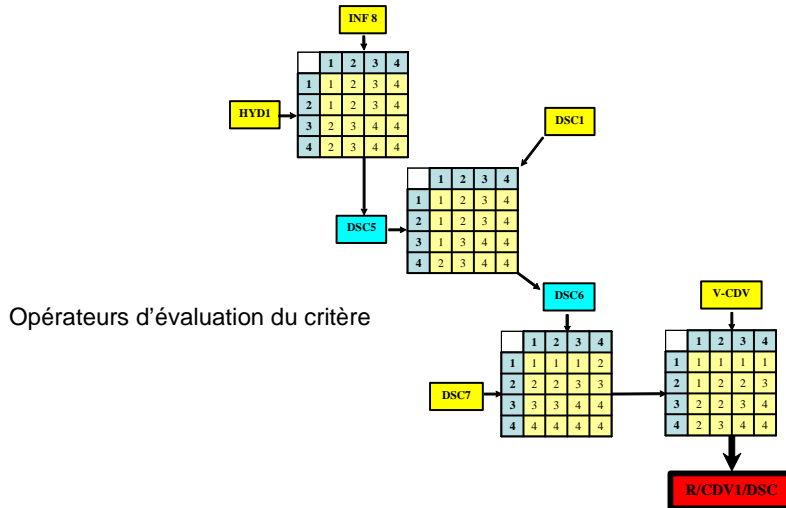 INF 8
1 2 3 4
1 1 2 3 4
2 1 2 3 4
3 2 3 4 4
4 2 3 4 4
HYD1
DSC1
1 2 3 4
1 1 2 3 4
2 1 2 3 4
3 1 3 4 4
4 2 3 4 4
DSC5
DSC6
V-CDV
Opérateurs d'évaluation du critère
1 2 3 4
1 1 1 1 2
2 2 2 3 3
3 3 3 4 4
4 4 4 4 4
DSC7
1 2 3 4
1 1 1 1 1
2 1 2 2 3
3 2 2 3 4
4 2 3 4 4
R/CDV1/DSC